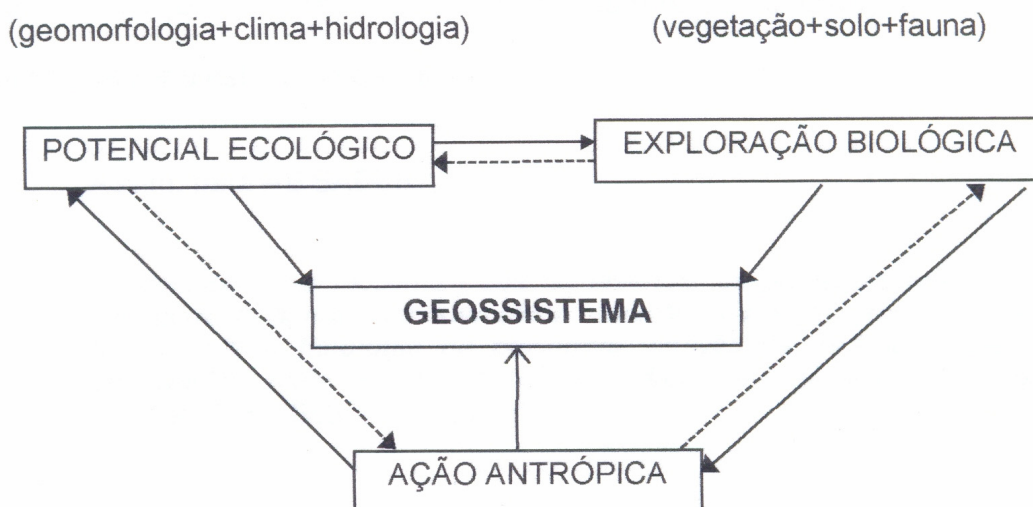 (geomorfologia+clima+hidrologia)
(vegetação+solo+fauna)
POTENCIAL ECOLÓGICO
EXPLORAÇÃO BIOLÓGICA
GEOSSISTEMA
AÇÃO ANTRÓPICA